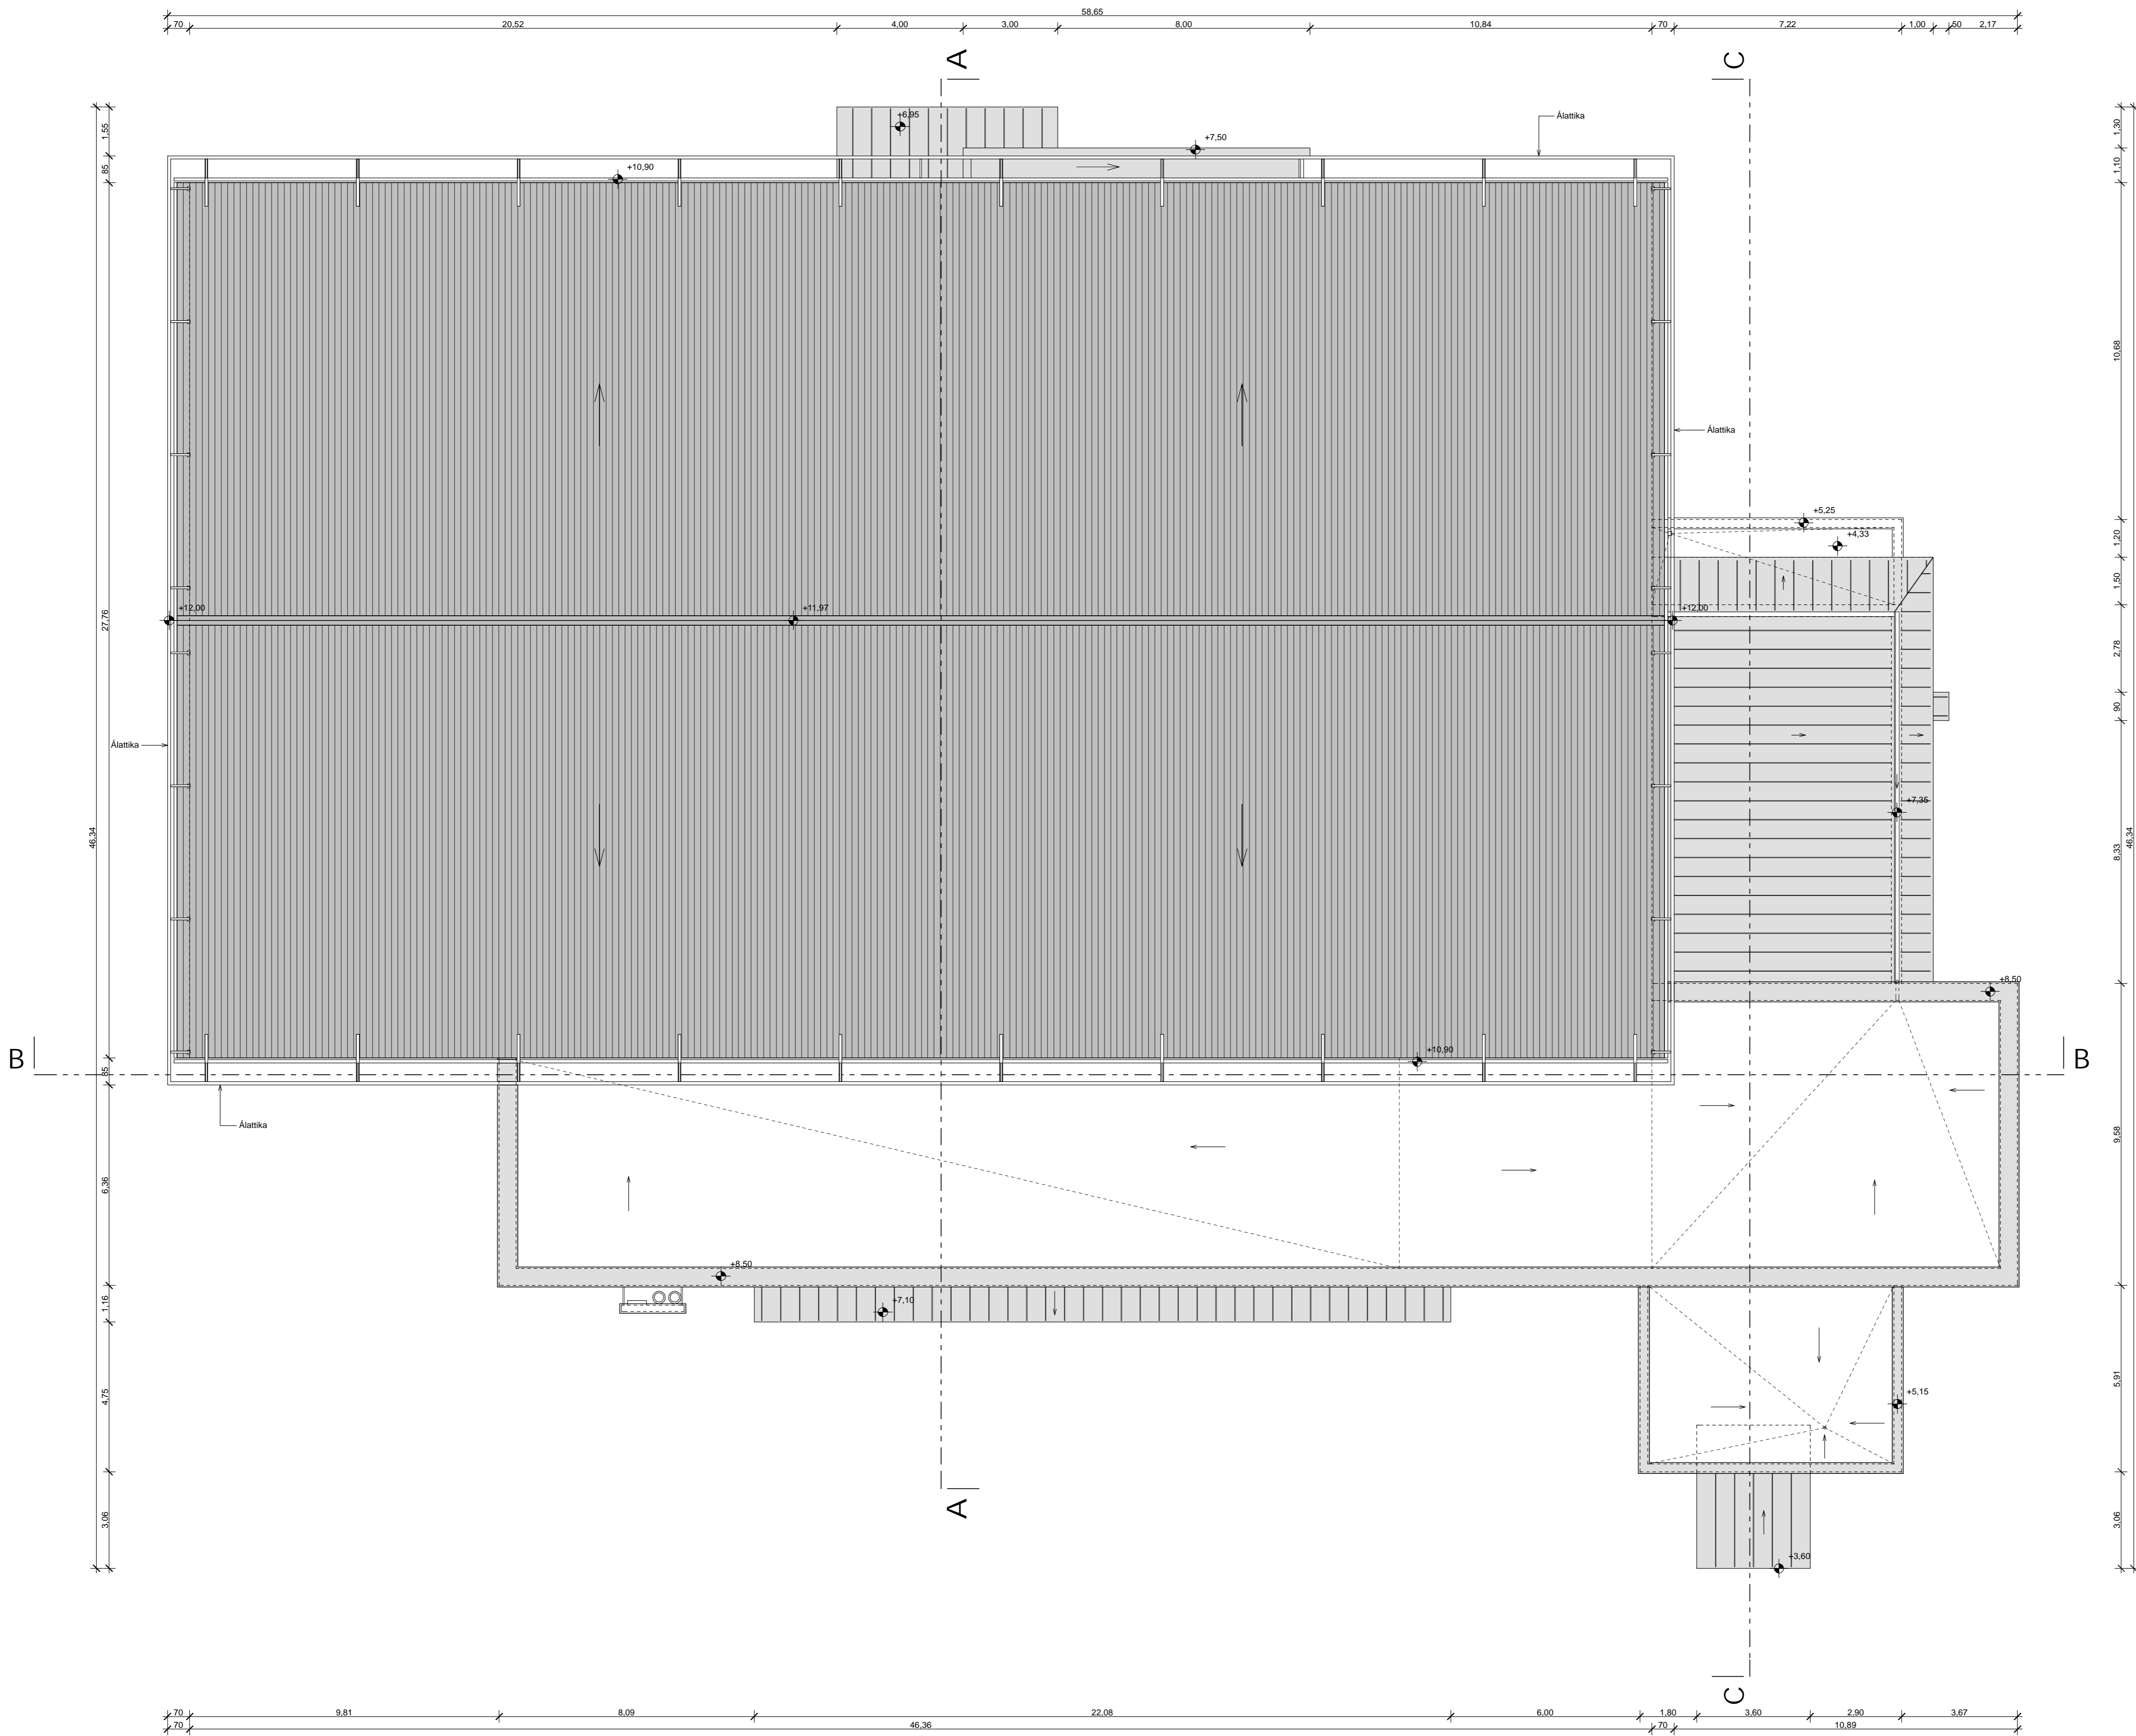 58,65
70 20,52 4,00 3,00 8,00 10,84 70 7,22 1,00 50 2,17
A C
+6,95
Álattika
+7,50
+10,90
1,55
85
27,76
85
6,36
1,16
4,75
3,06
46,34
1,30
1,10
10,68
1,20
1,50
2,78
90
8,33
9,58
5,91
3,06
46,34
Álattika
+5,25
+4,33
+12,00 +11,97 +12,00
Álattika
+7,35
+8,50
B +10,90 B
Álattika
+8,50
+7,10
+5,15
A
+3,60
C
70 9,81 8,09 22,08 6,00 1,80 3,60 2,90 3,67
70 46,36 70 10,89